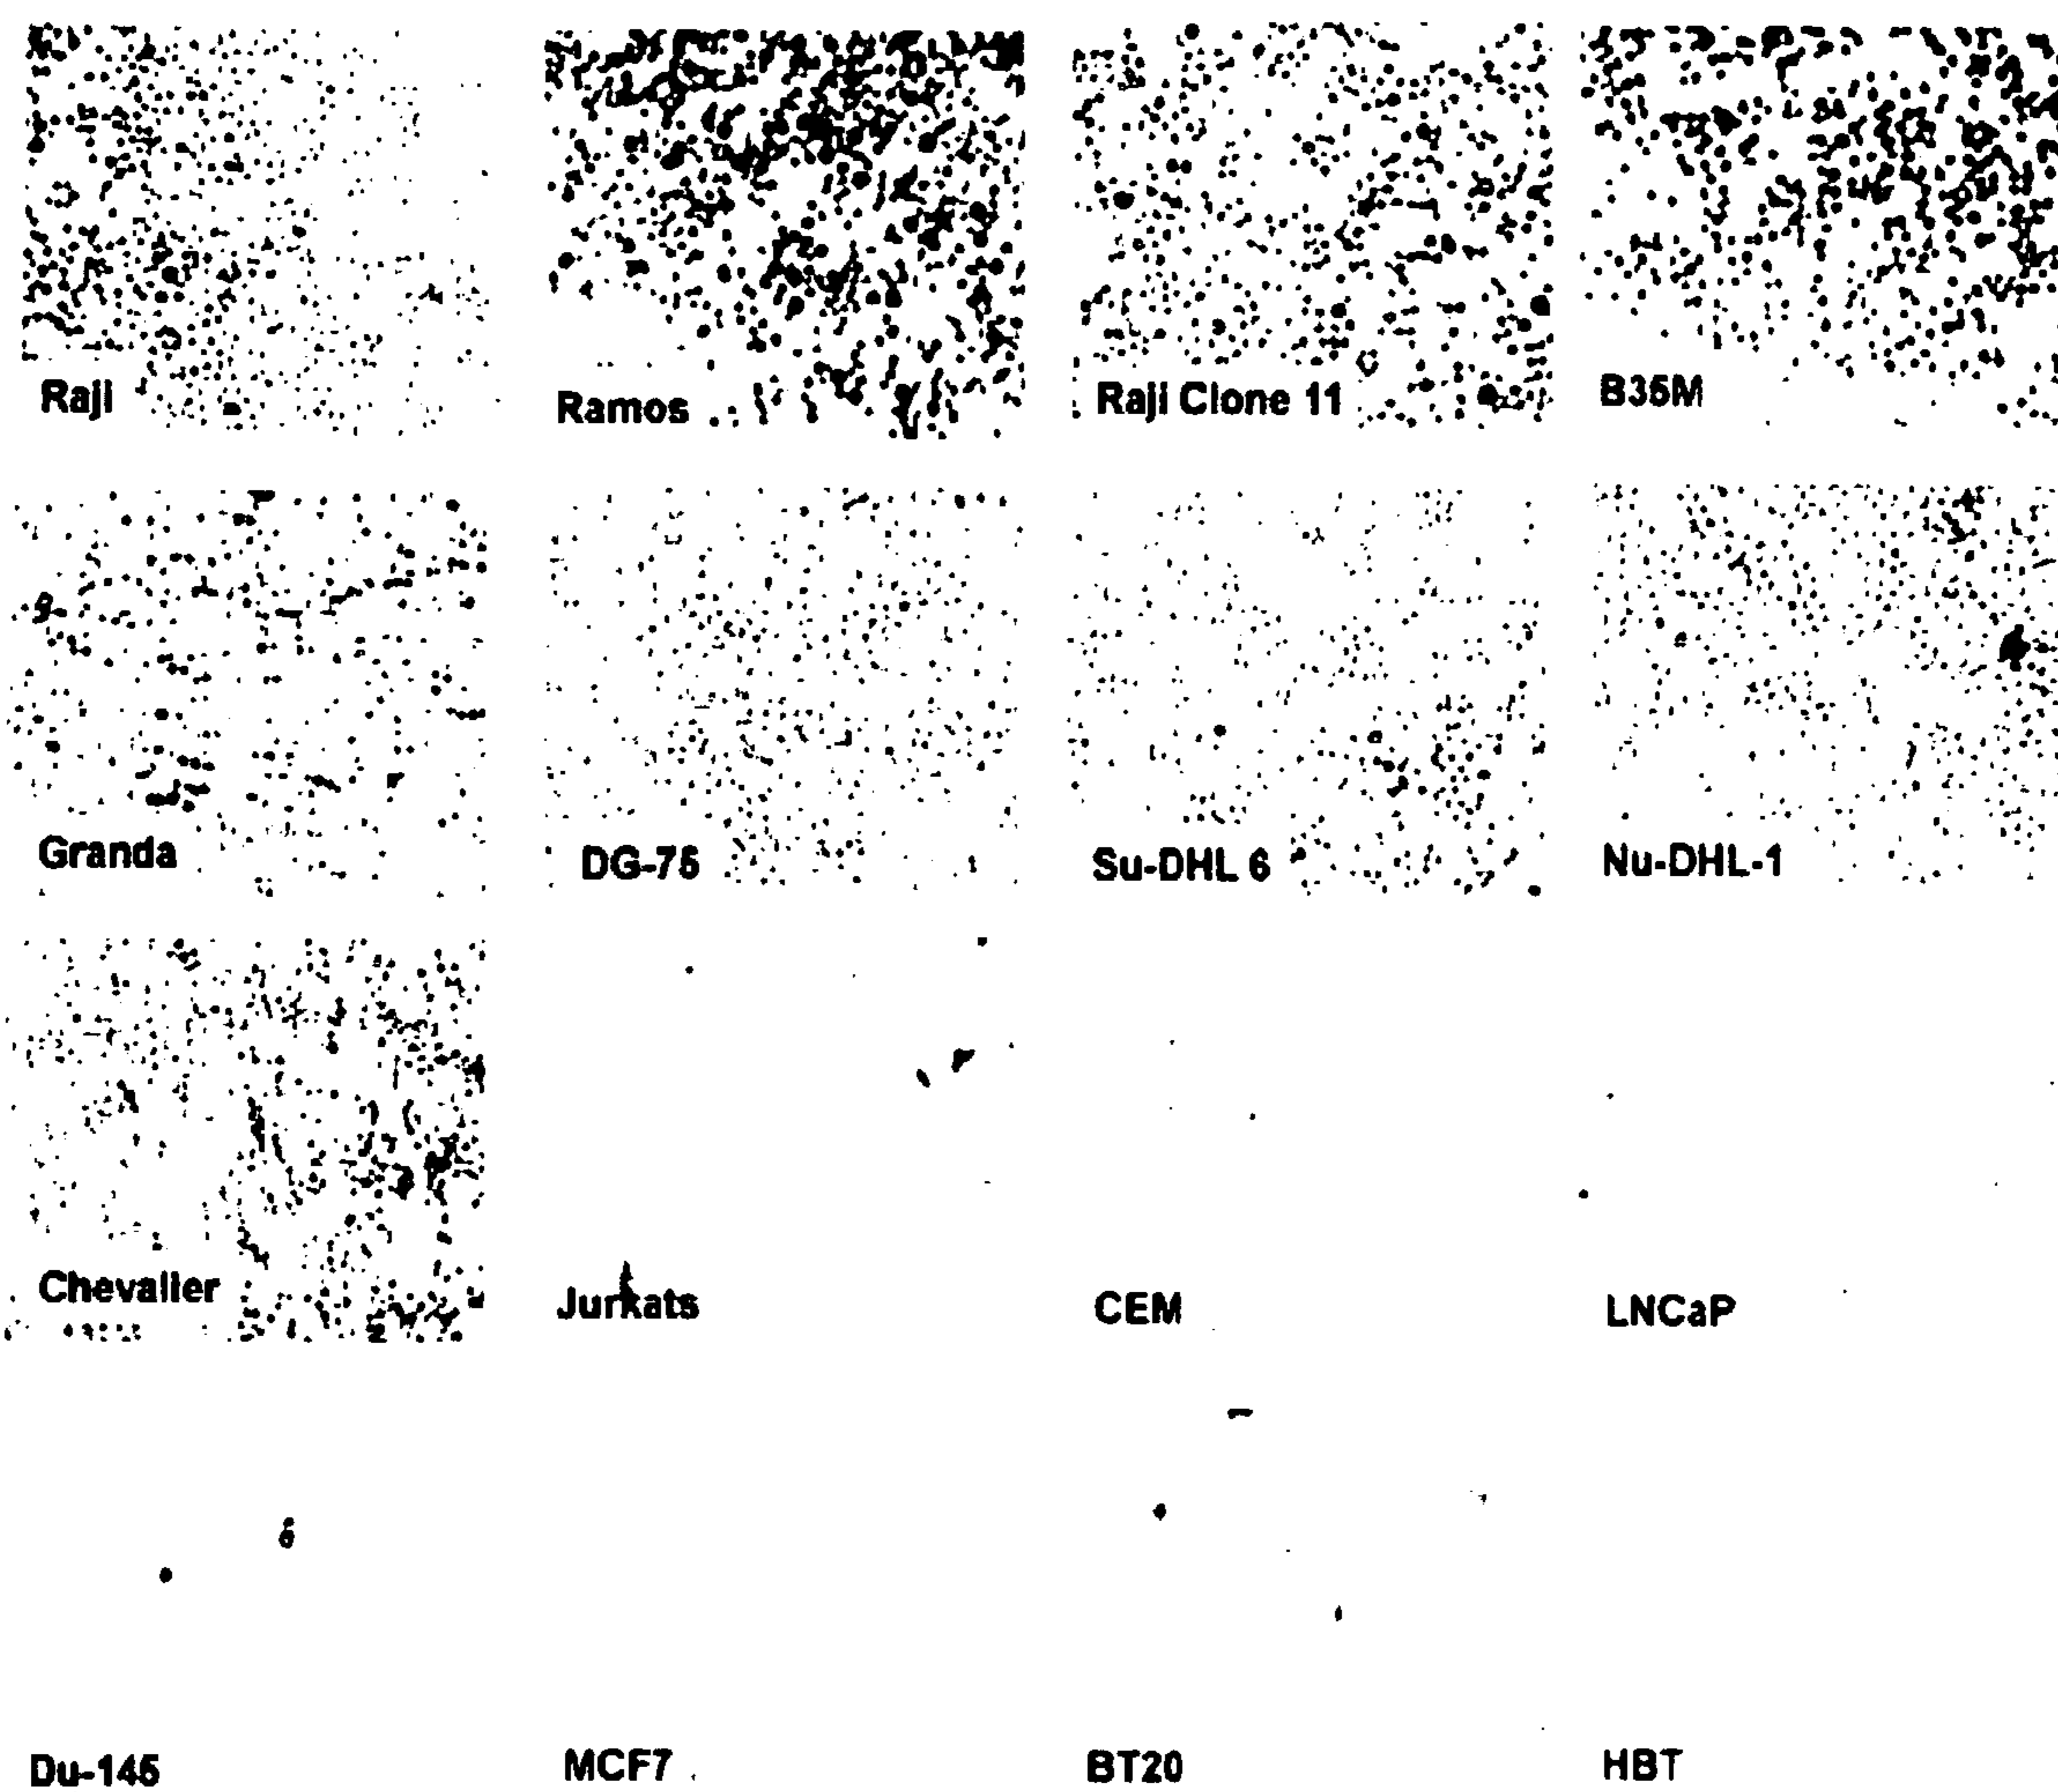 Raji
Ramos
Raji Clone 11
B35M
Granda
DG-75
Su-DHL 6
Nu-DHL-1
Chevalier
Jurkats
CEM
LNCaP
Du-145
MCF7
BT20
HBT